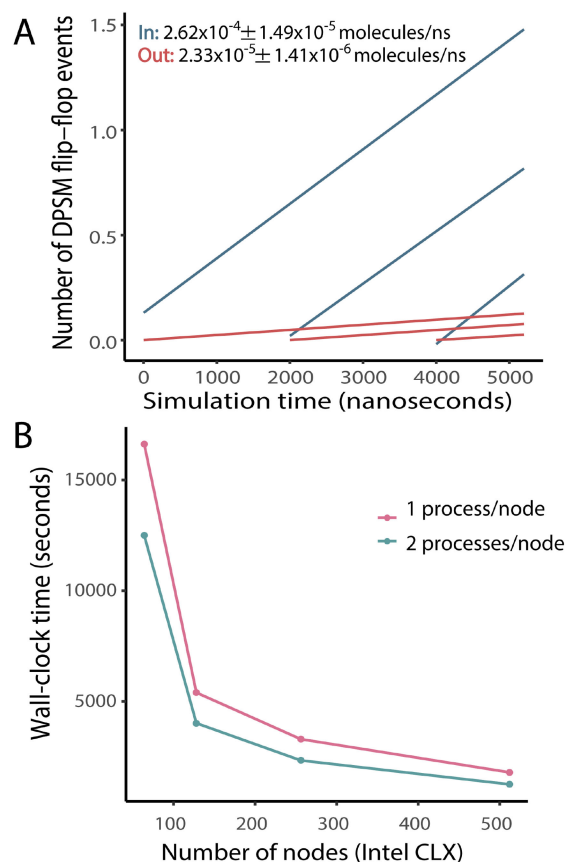 A
In: 2.62x10⁻⁴± 1.49x10⁻⁵ molecules/ns
Out: 2.33x10⁻⁵± 1.41x10⁻⁶ molecules/ns
Number of DPSM flip−flop events
1.5
1.0
0.5
0.0
0 1000 2000 3000 4000 5000
Simulation time (nanoseconds)
B
Wall-clock time (seconds)
15000
10000
5000
1 process/node
2 processes/node
100 200 300 400 500
Number of nodes (Intel CLX)